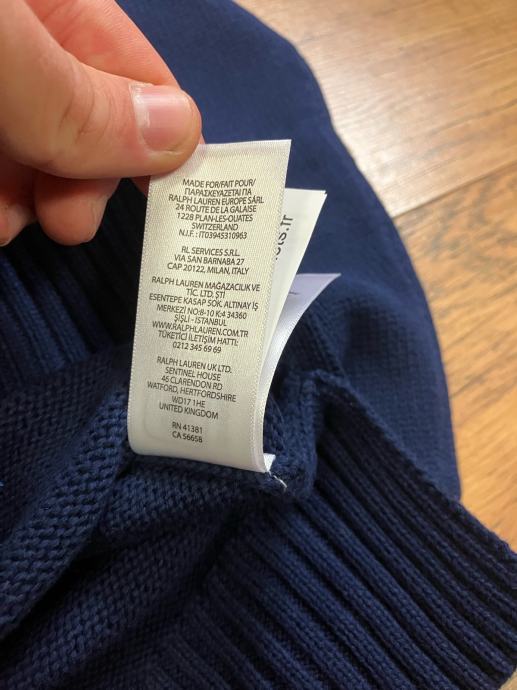 MADE FOR/FAIT POUR/
ΠΑΡΑΣΚΕΥΑΖΕΤΑΙ ΓΙΑ
RALPH LAUREN EUROPE SÀRL
24 ROUTE DE LA GALAISE
1228 PLAN-LES-OUATES
SWITZERLAND
N.I.F.: IT03945310963
RL SERVICES S.R.L.
VIA SAN BARNABA 27
CAP 20122, MILAN, ITALY
RALPH LAUREN MAĞAZACILIK VE
TİC. LTD. ŞTİ
ESENTEPE KASAP SOK. ALTINAY İŞ
MERKEZİ NO:8-10 K:4 34360
ŞİŞLİ - İSTANBUL
WWW.RALPHLAUREN.COM.TR
TÜKETİCİ İLETİŞİM HATTI:
0212 345 69 69
RALPH LAUREN UK LTD.
SENTINEL HOUSE
46 CLARENDON RD
WATFORD, HERTFORDSHIRE
WD17 1HE
UNITED KINGDOM
RN 41381
CA 56658
ets.fr